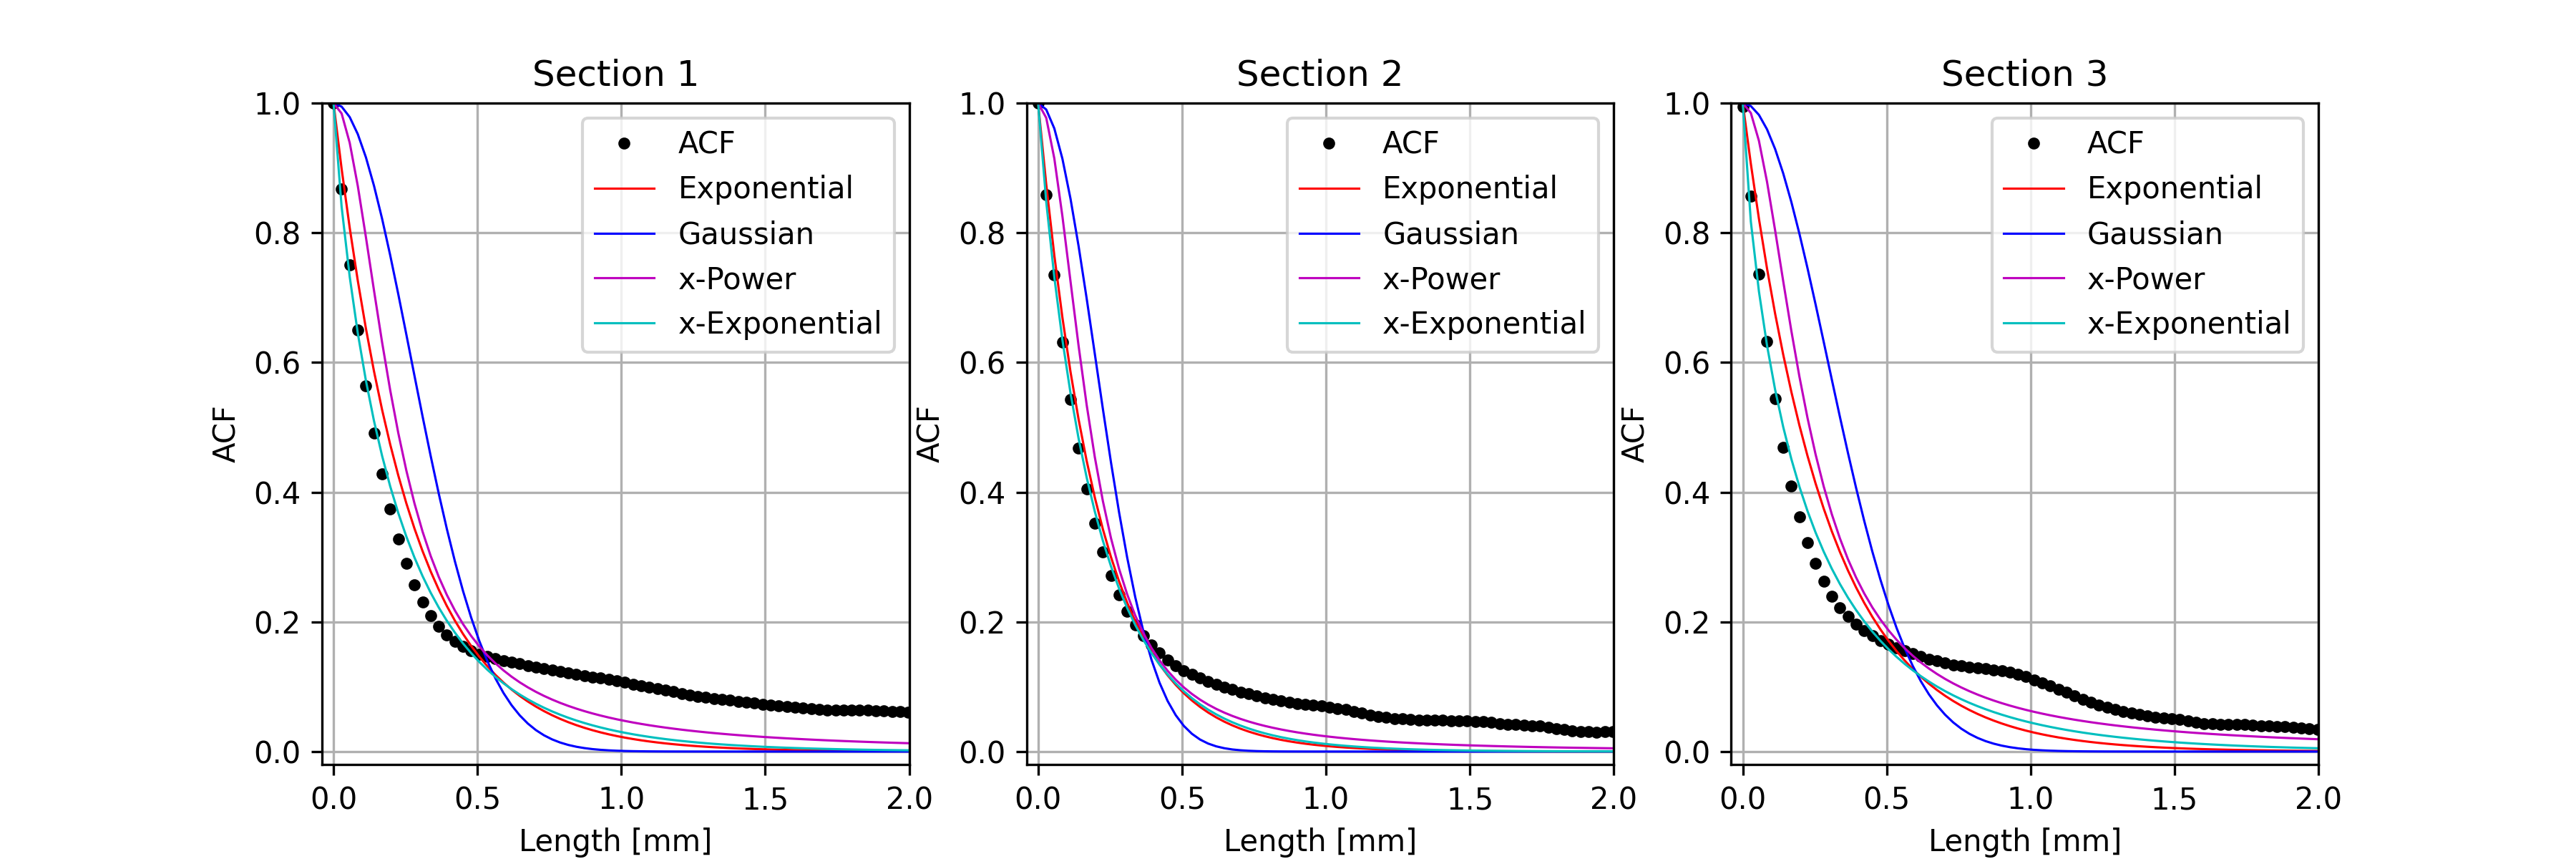 Section 1
1.0
0.8
0.6
0.4
0.2
0.0
ACF
ACF
Exponential
Gaussian
x-Power
x-Exponential
0.0 0.5 1.0 1.5 2.0
Length [mm]
Section 2
1.0
0.8
0.6
0.4
0.2
0.0
ACF
ACF
Exponential
Gaussian
x-Power
x-Exponential
0.0 0.5 1.0 1.5 2.0
Length [mm]
Section 3
1.0
0.8
0.6
0.4
0.2
0.0
ACF
ACF
Exponential
Gaussian
x-Power
x-Exponential
0.0 0.5 1.0 1.5 2.0
Length [mm]